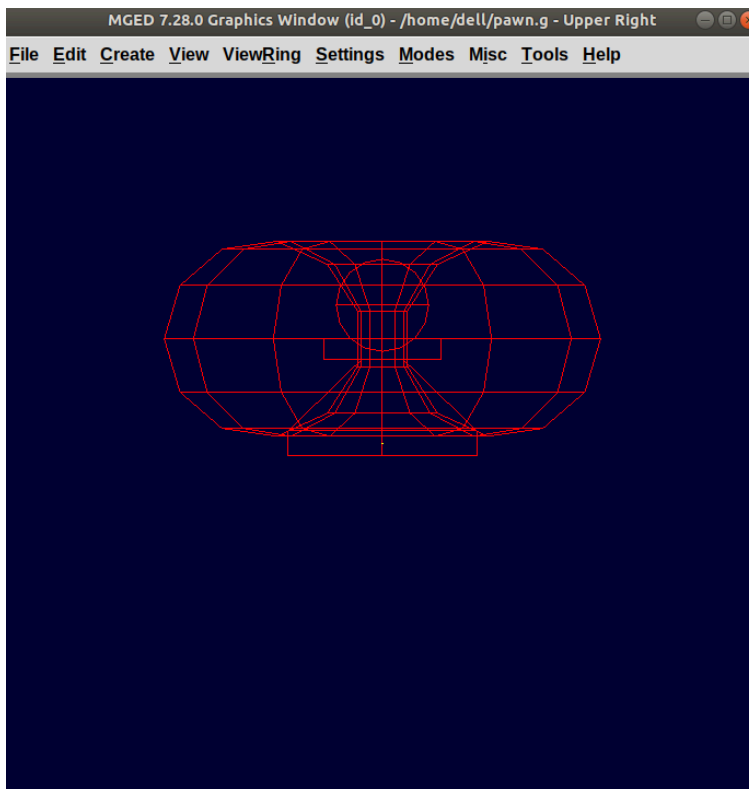 MGED 7.28.0 Graphics Window (id_0) - /home/dell/pawn.g - Upper Right
File Edit Create View ViewRing Settings Modes Misc Tools Help